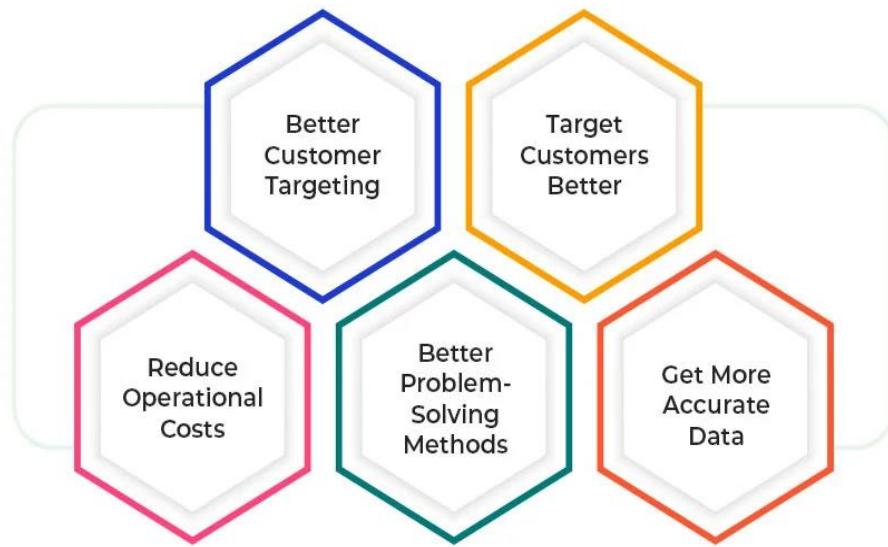 Better
Customer
Targeting
Target
Customers
Better
Reduce
Operational
Costs
Better
Problem-
Solving
Methods
Get More
Accurate
Data